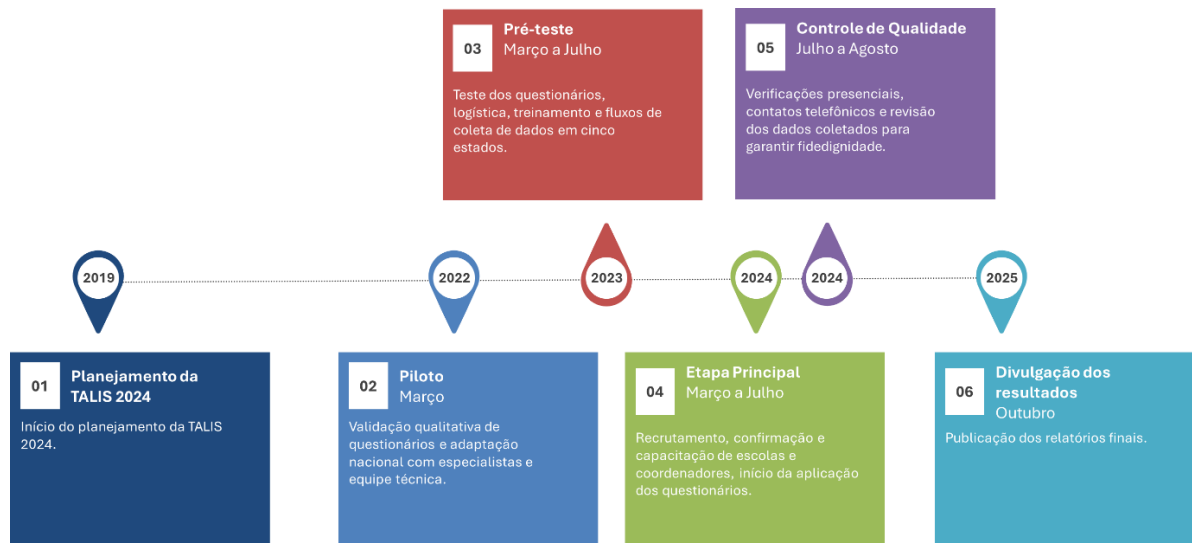 03
Pré-teste
Março a Julho
Teste dos questionários,
logística, treinamento e fluxos de
coleta de dados em cinco
estados.
05
Controle de Qualidade
Julho a Agosto
Verificações presenciais,
contatos telefônicos e revisão
dos dados coletados para
garantir fidedignidade.
2019
2022
2023
2024
2024
2025
01
Planejamento da
TALIS 2024
Início do planejamento da TALIS
2024.
02
Piloto
Março
Validação qualitativa de
questionários e adaptação
nacional com especialistas e
equipe técnica.
04
Etapa Principal
Março a Julho
Recrutamento, confirmação e
capacitação de escolas e
coordenadores, início da aplicação
dos questionários.
06
Divulgação dos
resultados
Outubro
Publicação dos relatórios finais.